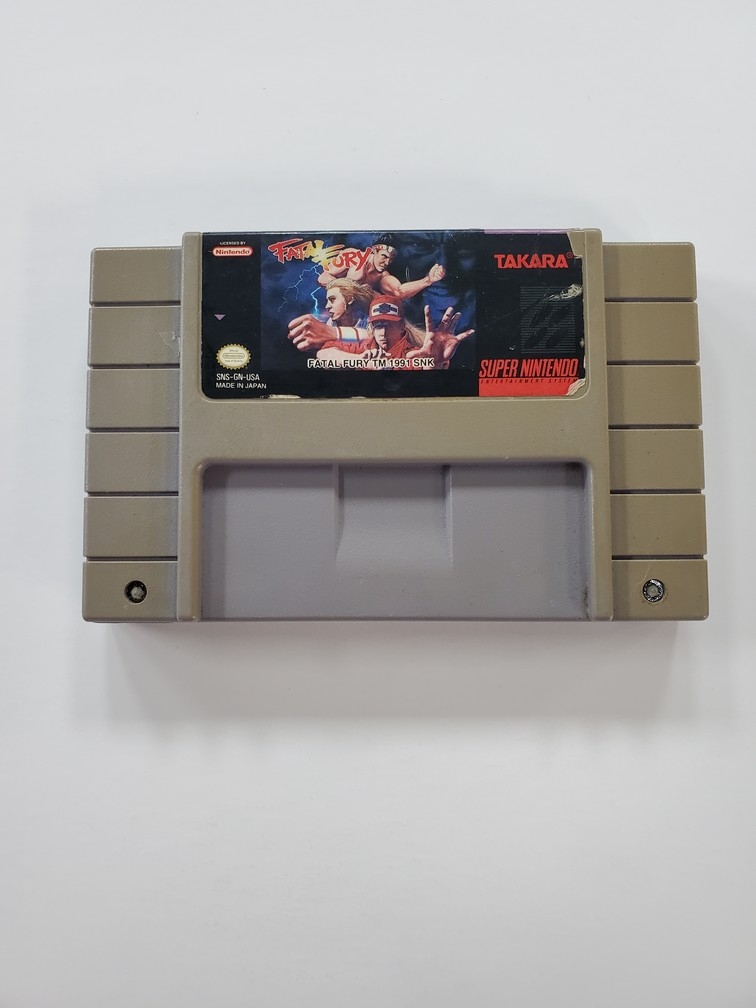 LICENSED BY
Nintendo
FATAL FURY
TAKARA®
FATAL FURY TM 1991 SNK
SNS-GN-USA
MADE IN JAPAN
SUPER NINTENDO
ENTERTAINMENT SYSTEM